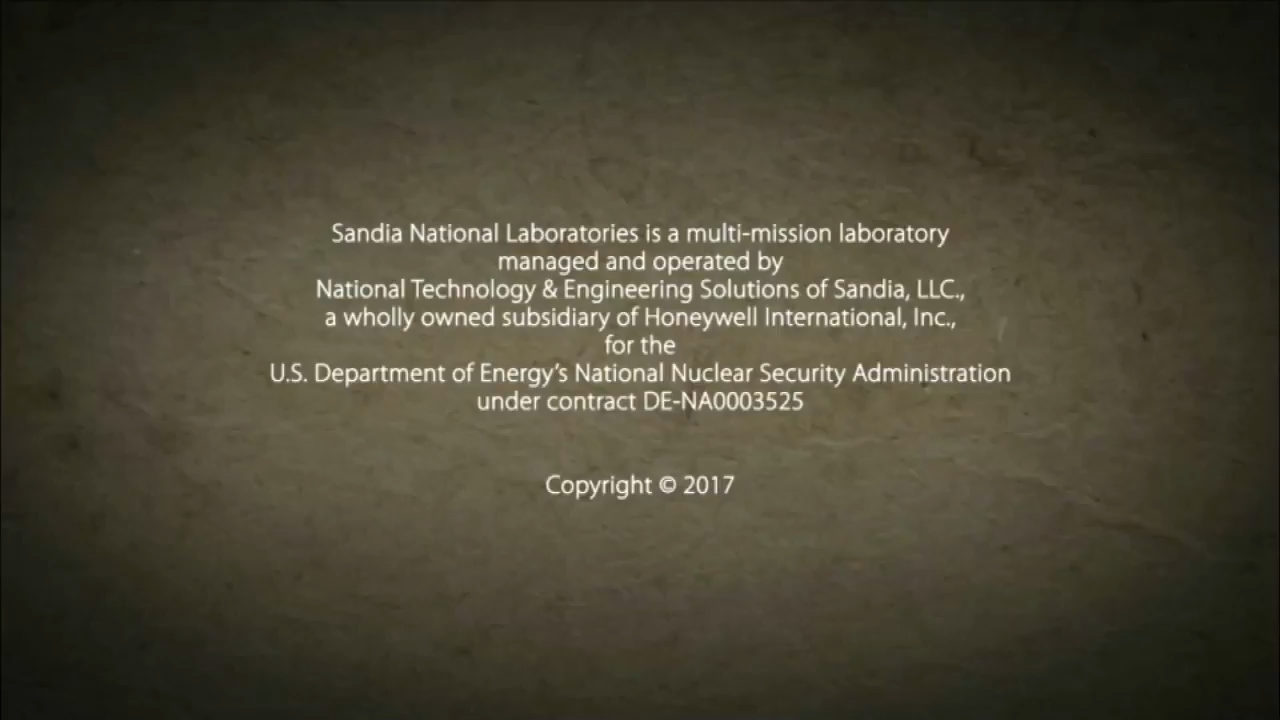 Sandia National Laboratories is a multi-mission laboratory
managed and operated by
National Technology & Engineering Solutions of Sandia, LLC.,
a wholly owned subsidiary of Honeywell International, Inc.,
for the
U.S. Department of Energy’s National Nuclear Security Administration
under contract DE-NA0003525
Copyright © 2017